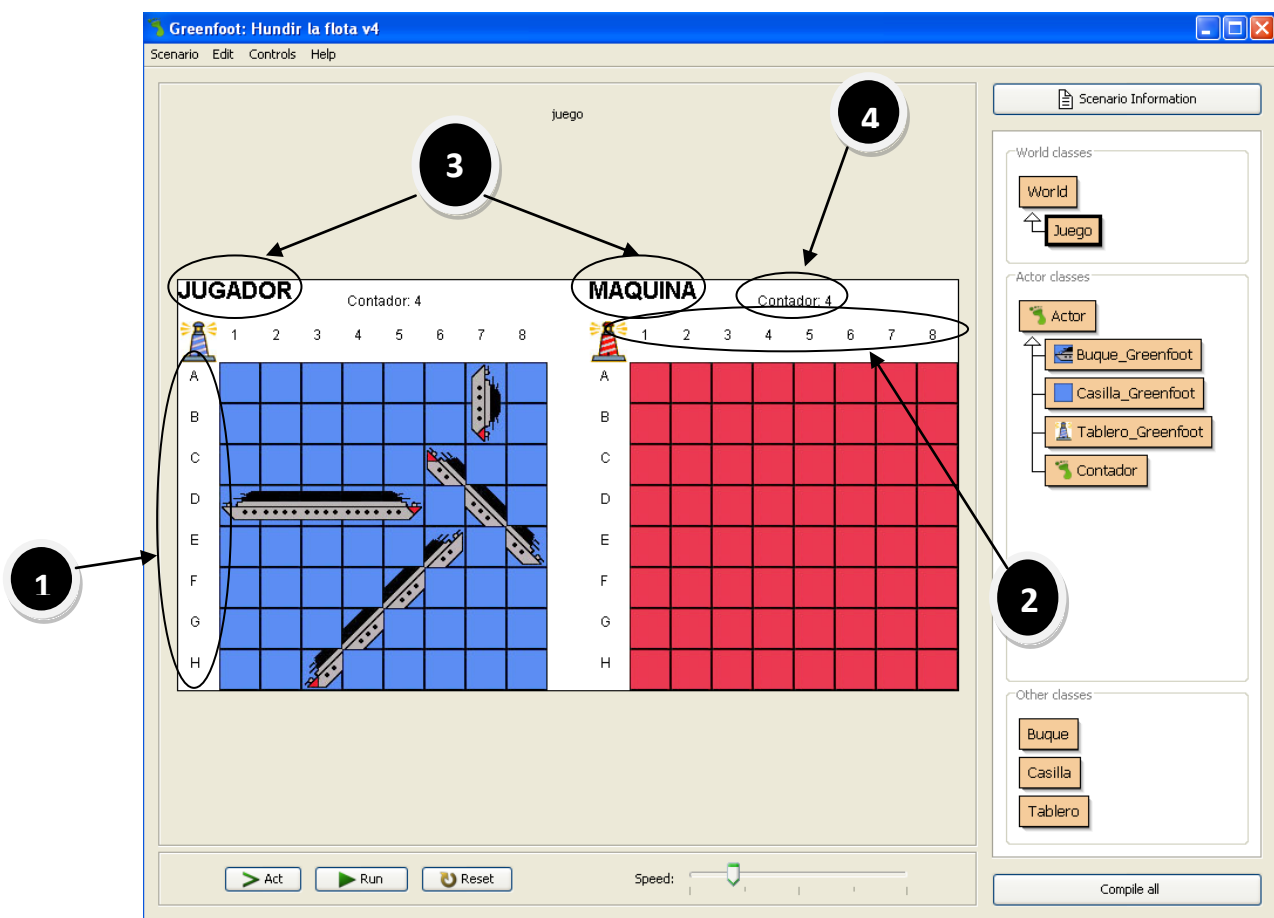 Greenfoot: Hundir la flota v4
Scenario Edit Controls Help
juego
4
3
JUGADOR
Contador: 4
MAQUINA
Contador: 4
1 2 3 4 5 6 7 8
1 2 3 4 5 6 7 8
A
B
C
D
E
F
G
H
A
B
C
D
E
F
G
H
1
2
Act
Run
Reset
Speed:
Scenario Information
World classes
World
Juego
Actor classes
Actor
Buque_Greenfoot
Casilla_Greenfoot
Tablero_Greenfoot
Contador
Other classes
Buque
Casilla
Tablero
Compile all